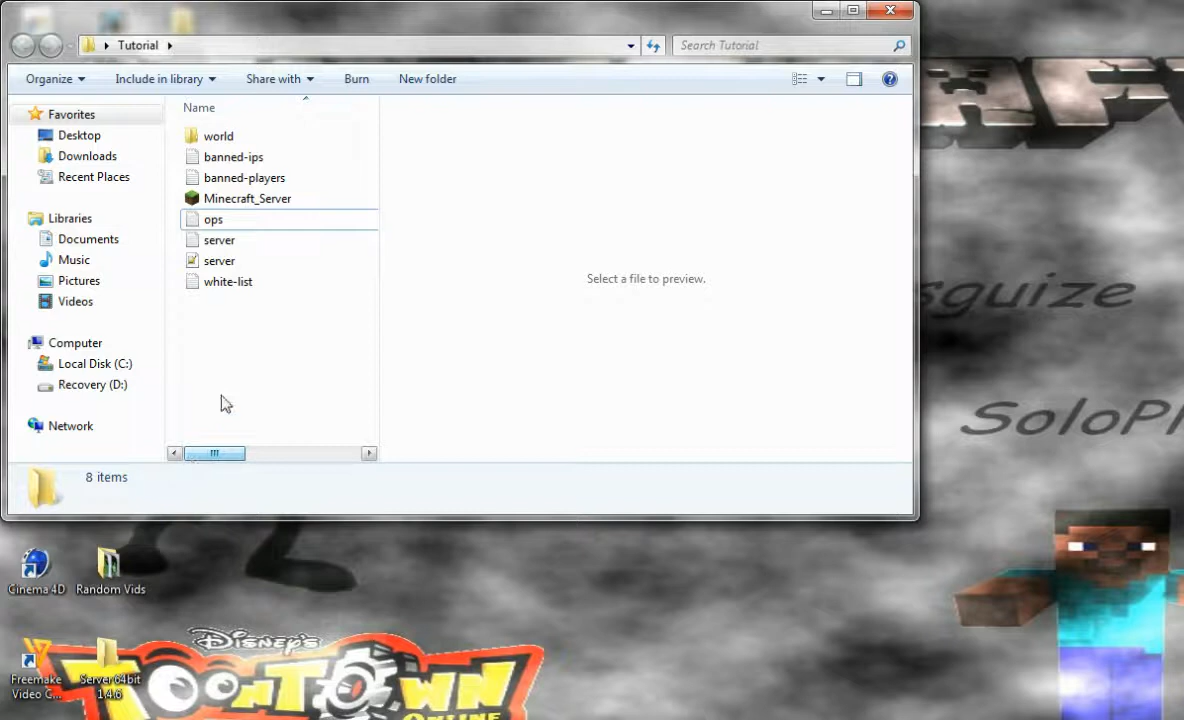 Tutorial
Search Tutorial
Organize
Include in library
Share with
Burn
New folder
Name
Favorites
Desktop
Downloads
Recent Places
Libraries
Documents
Music
Pictures
Videos
Computer
Local Disk (C:)
Recovery (D:)
Network
world
banned-ips
banned-players
Minecraft_Server
ops
server
server
white-list
Select a file to preview.
8 items
sguize
SoloPl
Cinema 4D
Random Vids
Freemake
Video C...
Server 64bit
1.4.6
DISNEY'S
TOONTOWN
ONLINE